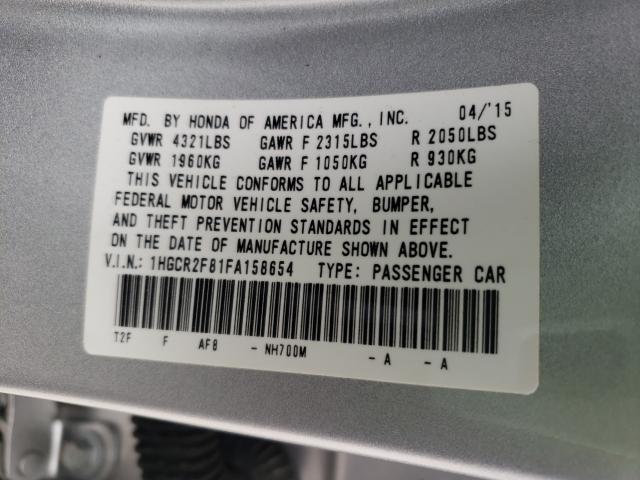 MFD. BY HONDA OF AMERICA MFG., INC. 04/'15
GVWR 4321LBS GAWR F 2315LBS R 2050LBS
GVWR 1960KG GAWR F 1050KG R 930KG
THIS VEHICLE CONFORMS TO ALL APPLICABLE
FEDERAL MOTOR VEHICLE SAFETY, BUMPER,
AND THEFT PREVENTION STANDARDS IN EFFECT
ON THE DATE OF MANUFACTURE SHOWN ABOVE.
V.I.N.: 1HGCR2F81FA158654 TYPE: PASSENGER CAR
T2F F AF8 - NH700M - A - A